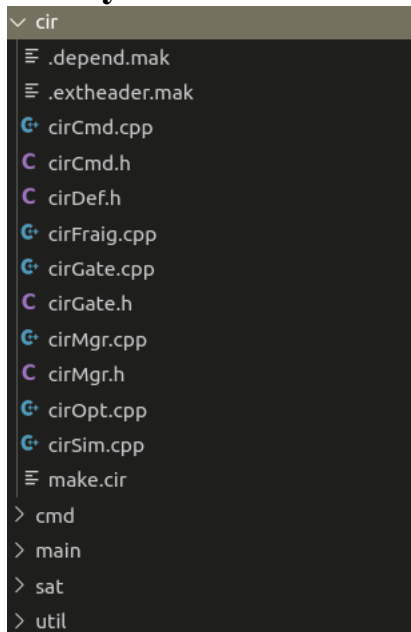 cir
.depend.mak
.extheader.mak
cirCmd.cpp
cirCmd.h
cirDef.h
cirFraig.cpp
cirGate.cpp
cirGate.h
cirMgr.cpp
cirMgr.h
cirOpt.cpp
cirSim.cpp
make.cir
cmd
main
sat
util